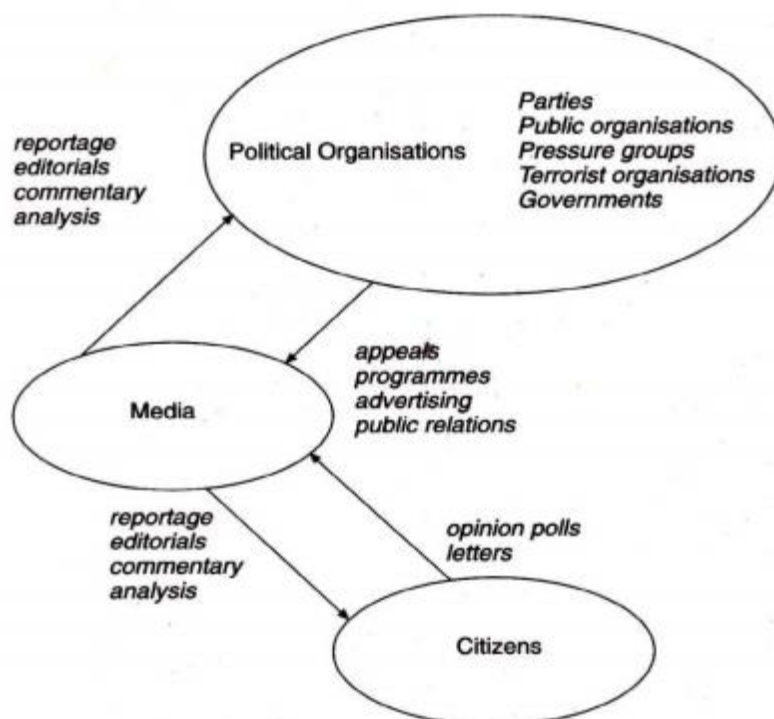 Parties
Public organisations
Political Organisations
Pressure groups
Terrorist organisations
Governments
reportage
editorials
commentary
analysis
appeals
programmes
advertising
public relations
Media
reportage
editorials
commentary
analysis
opinion polls
letters
Citizens